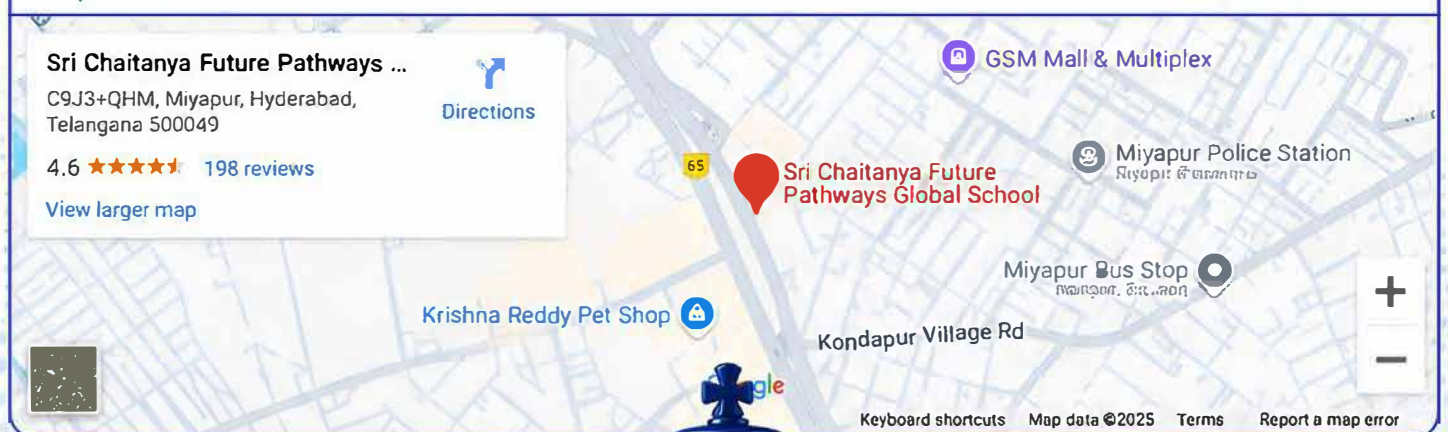 Sri Chaitanya Future Pathways ...
C9J3+QHM, Miyapur, Hyderabad,
Telangana 500049
4.6
198 reviews
View larger map
Directions
GSM Mall & Multiplex
65
Sri Chaitanya Future
Pathways Global School
Miyapur Police Station
Miyapur Bus Stop
Krishna Reddy Pet Shop
Kondapur Village Rd
Keyboard shortcuts Map data ©2025 Terms Report a map error